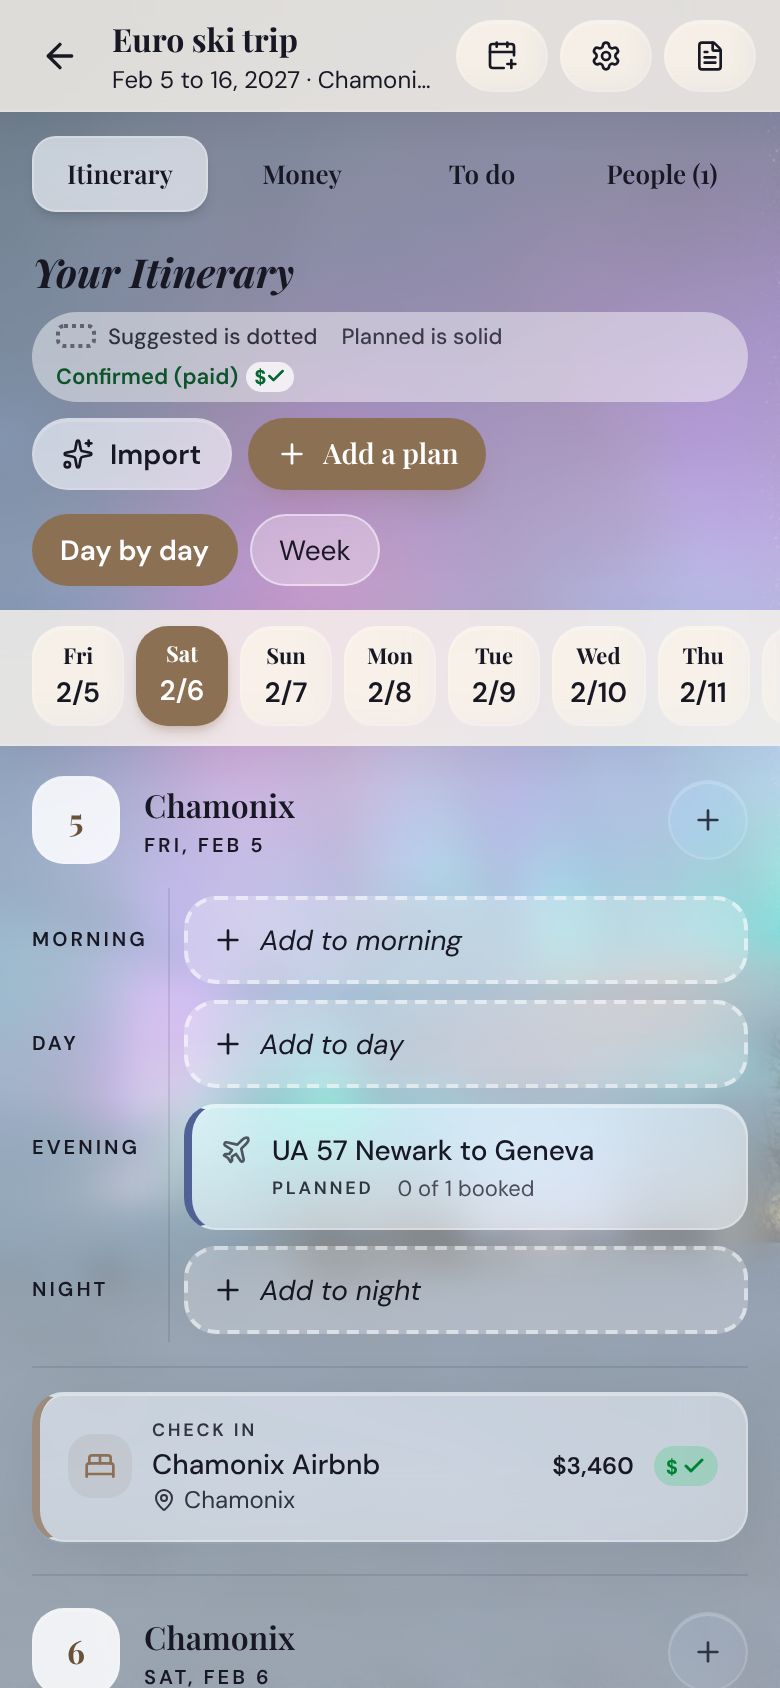 Euro ski trip
Feb 5 to 16, 2027 · Chamoni...
Itinerary Money To do People (1)
Your Itinerary
Suggested is dotted Planned is solid
Confirmed (paid) $✓
Import + Add a plan
Day by day Week
Fri Sat Sun Mon Tue Wed Thu
2/5 2/6 2/7 2/8 2/9 2/10 2/11
5 Chamonix
FRI, FEB 5
MORNING + Add to morning
DAY + Add to day
EVENING UA 57 Newark to Geneva
PLANNED 0 of 1 booked
NIGHT + Add to night
CHECK IN
Chamonix Airbnb $3,460 $✓
Chamonix
6 Chamonix
SAT, FEB 6